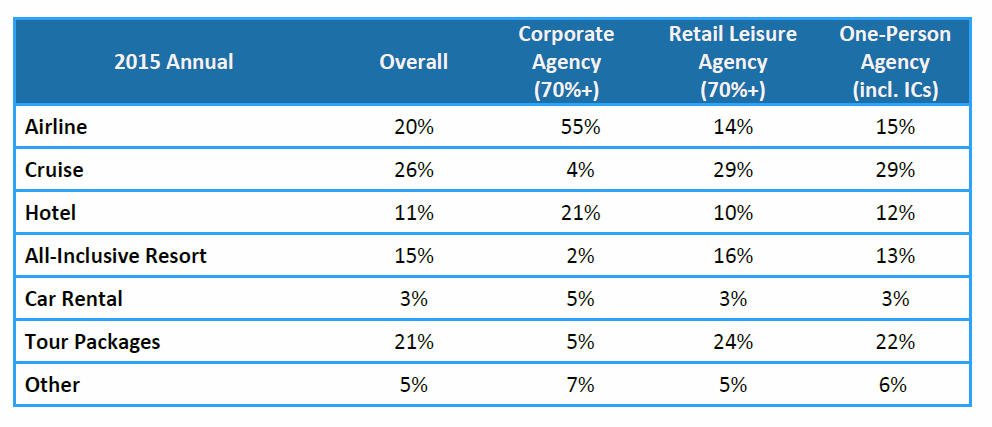 2015 Annual Overall Corporate Agency (70%+) Retail Leisure Agency (70%+) One-Person Agency (incl. ICs)
Airline 20% 55% 14% 15%
Cruise 26% 4% 29% 29%
Hotel 11% 21% 10% 12%
All-Inclusive Resort 15% 2% 16% 13%
Car Rental 3% 5% 3% 3%
Tour Packages 21% 5% 24% 22%
Other 5% 7% 5% 6%